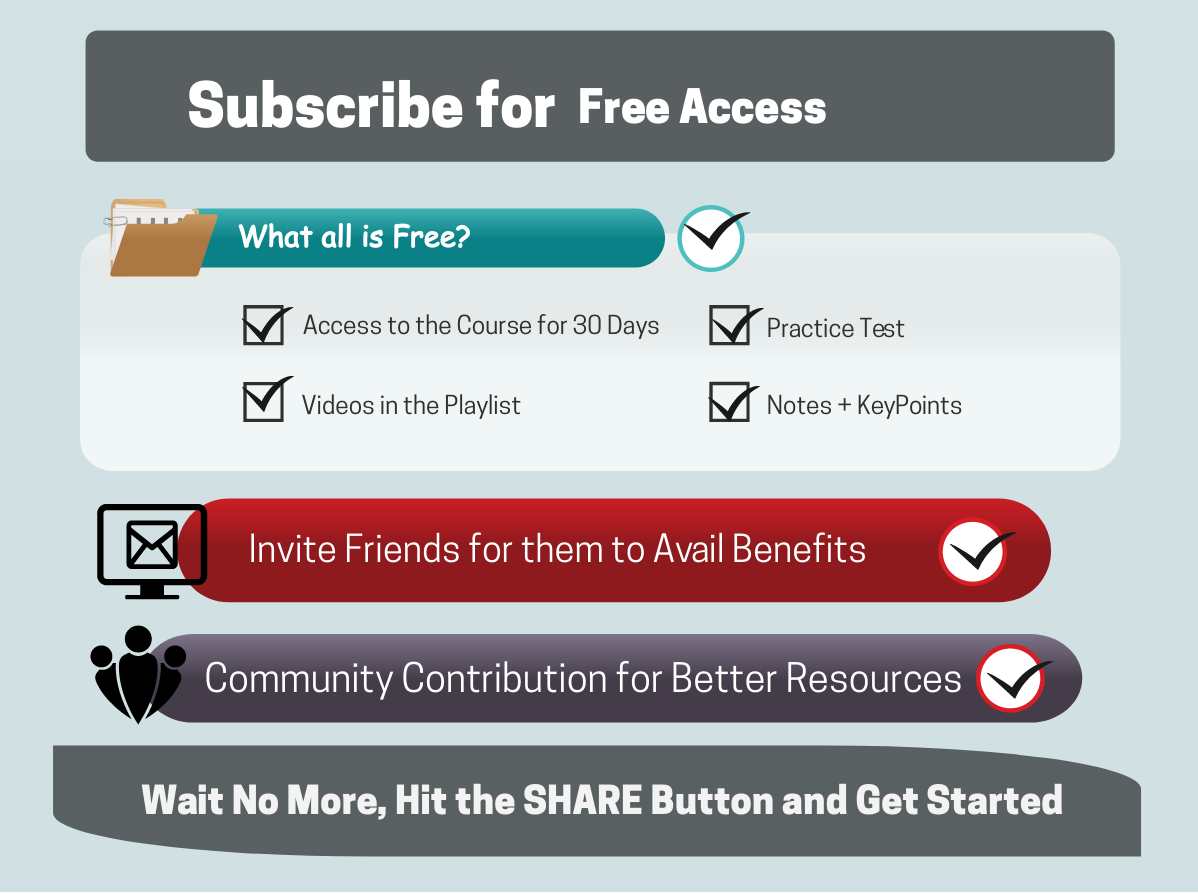 Subscribe for Free Access
What all is Free?
Access to the Course for 30 Days
Practice Test
Videos in the Playlist
Notes + KeyPoints
Invite Friends for them to Avail Benefits
Community Contribution for Better Resources
Wait No More, Hit the SHARE Button and Get Started